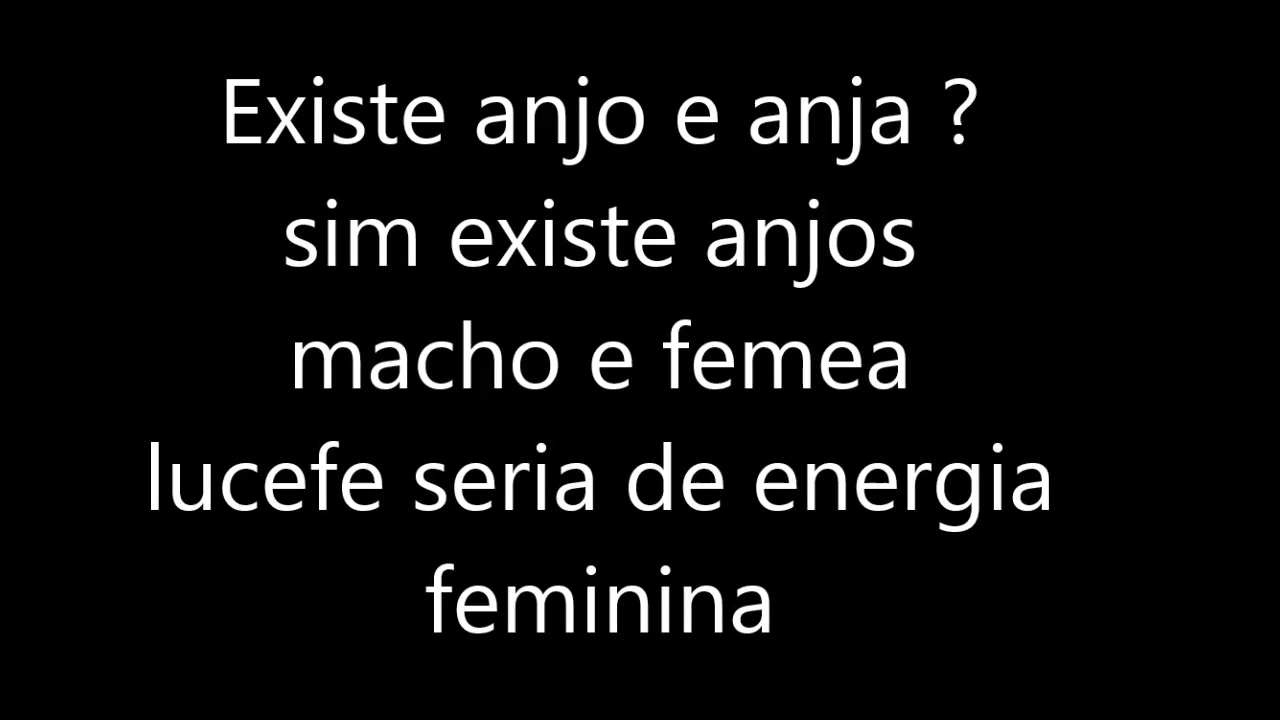 Existe anjo e anja ?
sim existe anjos
macho e femea
lucefe seria de energia
feminina